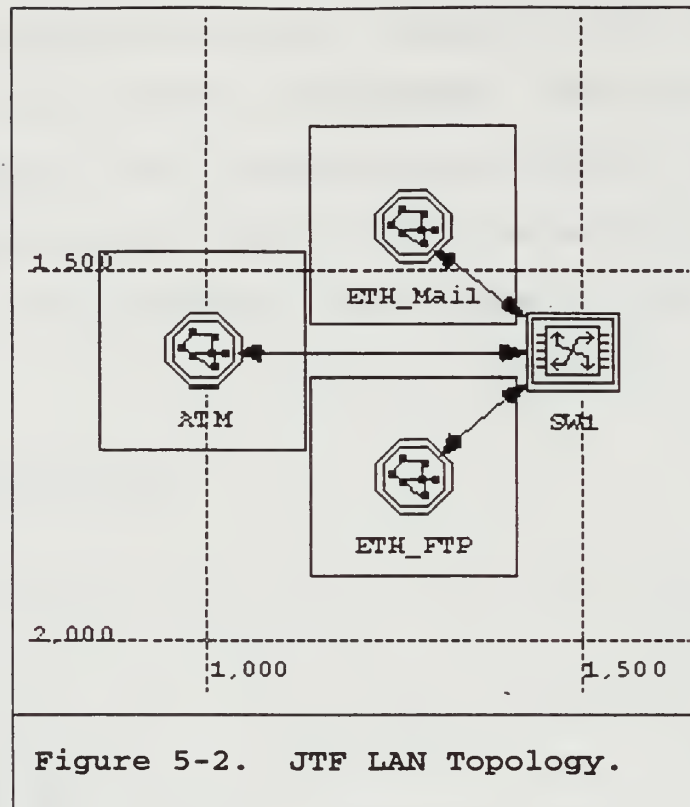 1,500
ETH_Mail
ATM
SW1
ETH_FTP
2,000
1,000
1,500
Figure 5-2. JTF LAN Topology.